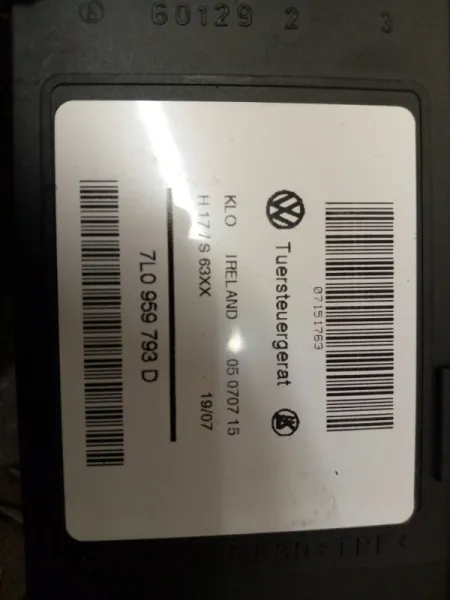 60129 2 3
07151763
Tuersteuergerat
KLO IRELAND 05 0707 15
H 17 / S 63XX 19/07
7L0 959 793 D